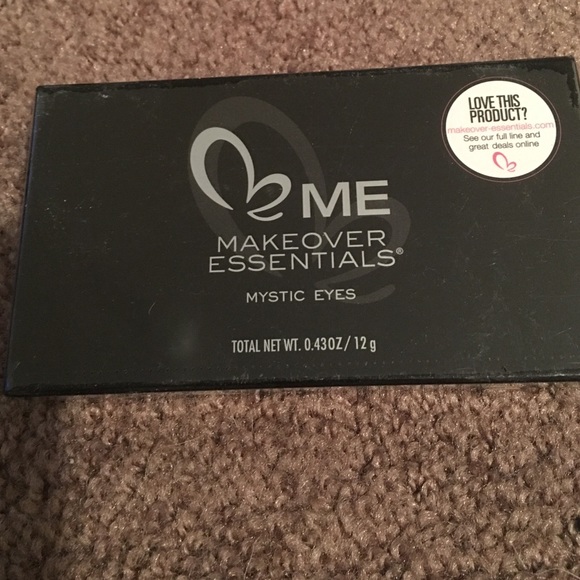 LOVE THIS
PRODUCT?
makeover-essentials.com
See our full line and
great deals online
ME
MAKEOVER
ESSENTIALS®
MYSTIC EYES
TOTAL NET WT. 0.43OZ/ 12 g